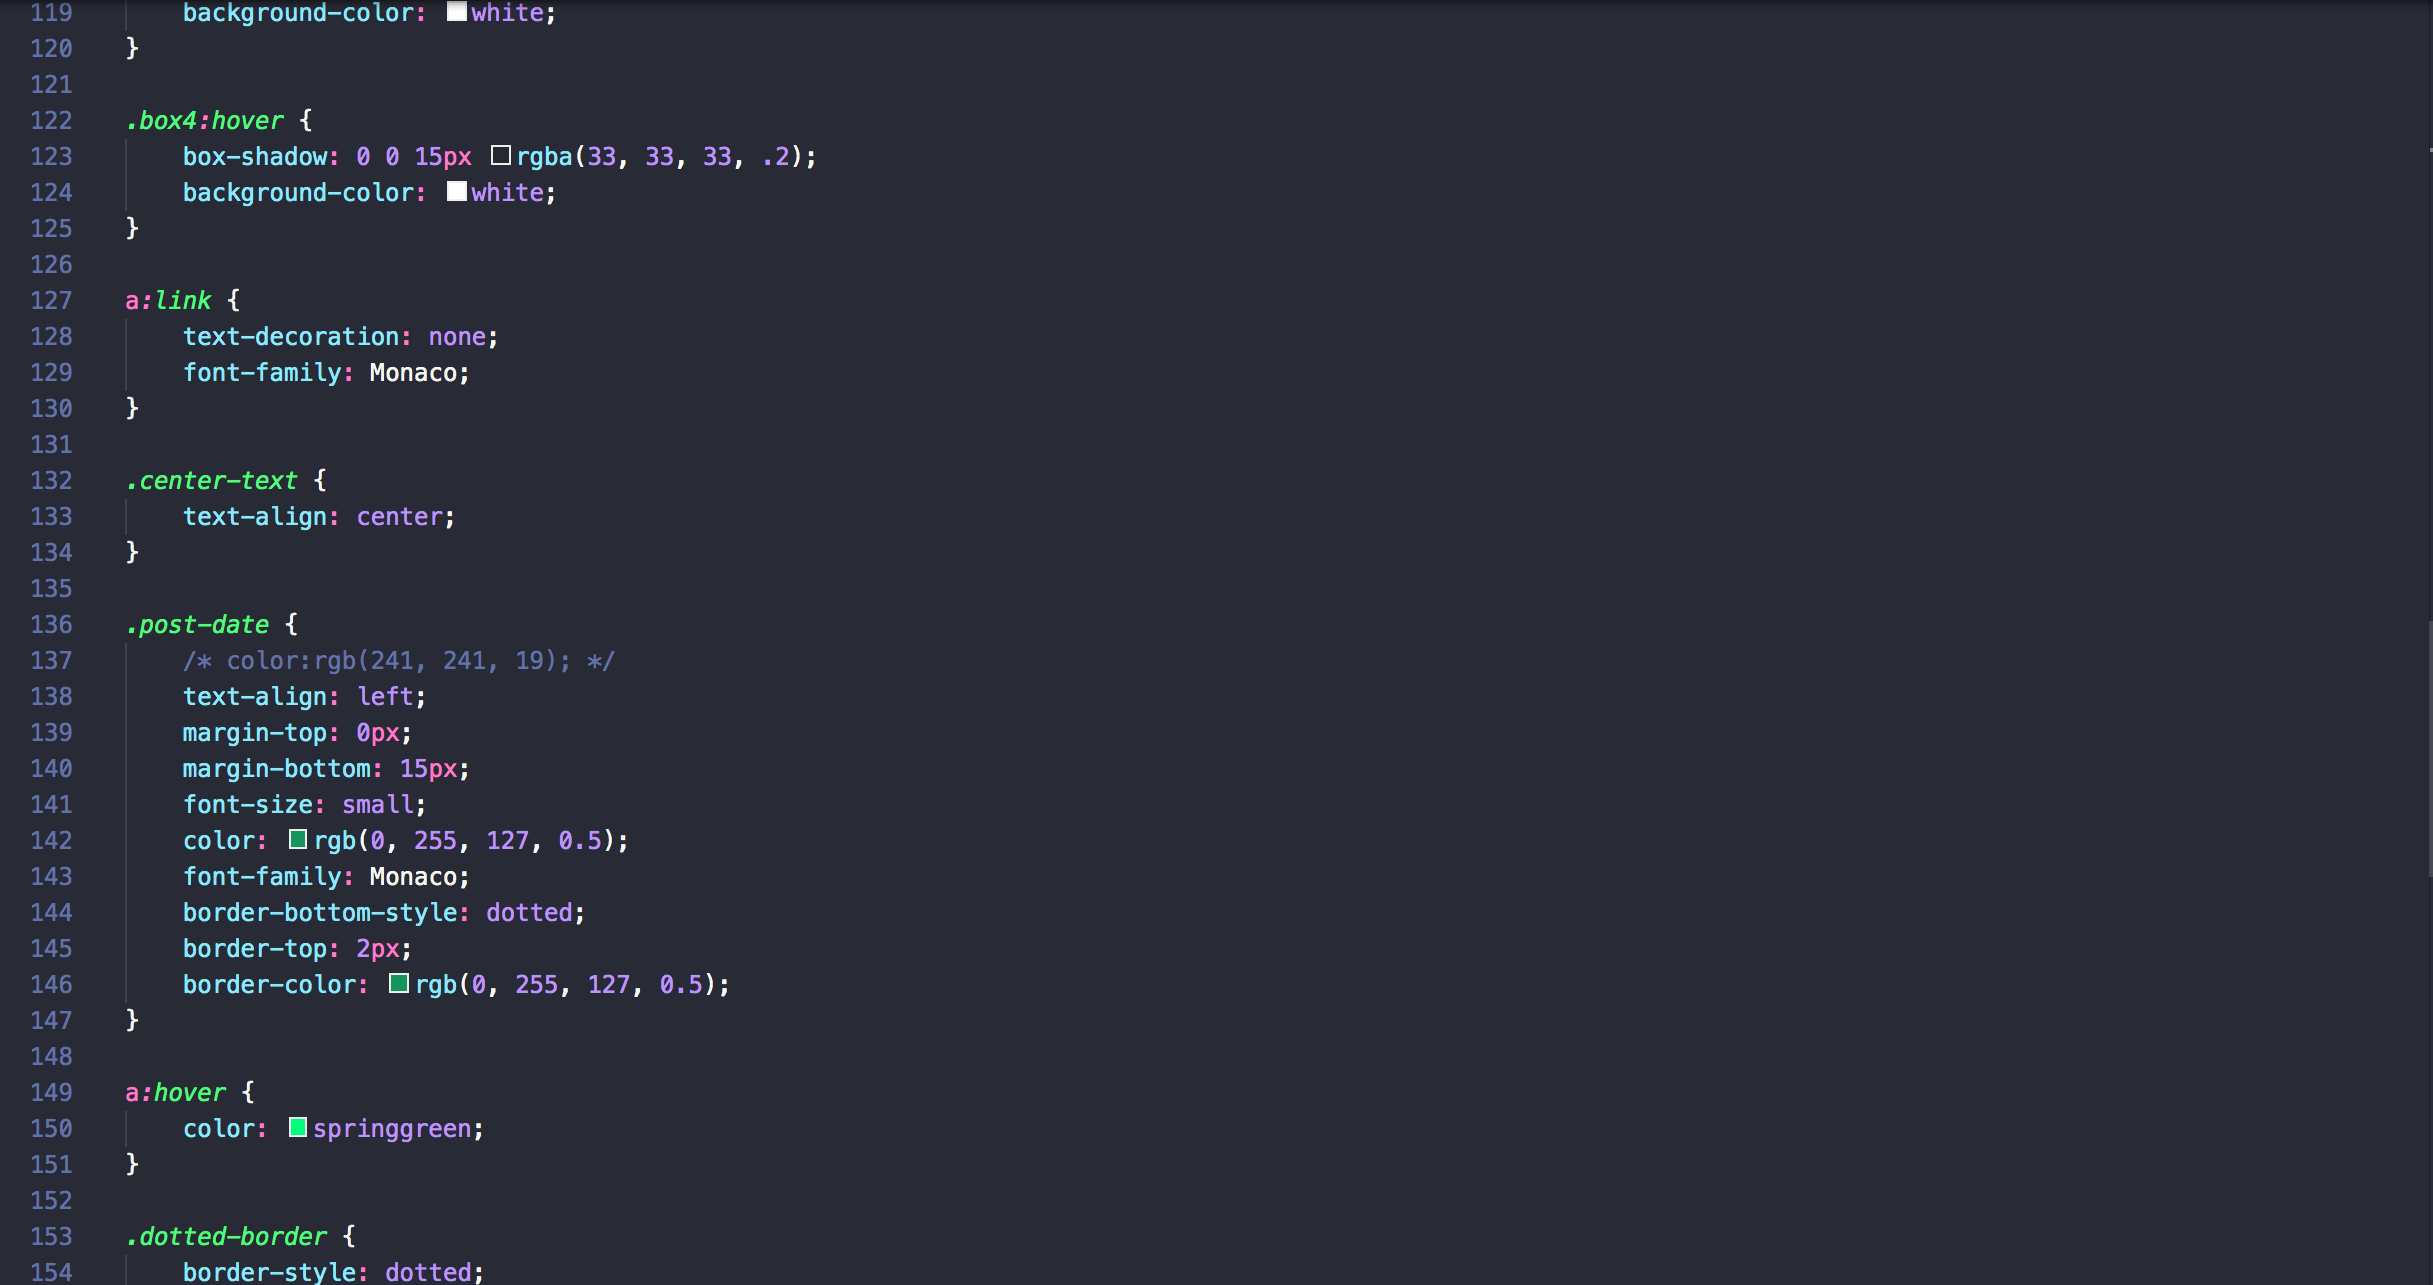 119 background-color: white;
120 }
121
122 .box4:hover {
123 box-shadow: 0 0 15px rgba(33, 33, 33, .2);
124 background-color: white;
125 }
126
127 a:link {
128 text-decoration: none;
129 font-family: Monaco;
130 }
131
132 .center-text {
133 text-align: center;
134 }
135
136 .post-date {
137 /* color:rgb(241, 241, 19); */
138 text-align: left;
139 margin-top: 0px;
140 margin-bottom: 15px;
141 font-size: small;
142 color: rgb(0, 255, 127, 0.5);
143 font-family: Monaco;
144 border-bottom-style: dotted;
145 border-top: 2px;
146 border-color: rgb(0, 255, 127, 0.5);
147 }
148
149 a:hover {
150 color: springgreen;
151 }
152
153 .dotted-border {
154 border-style: dotted;